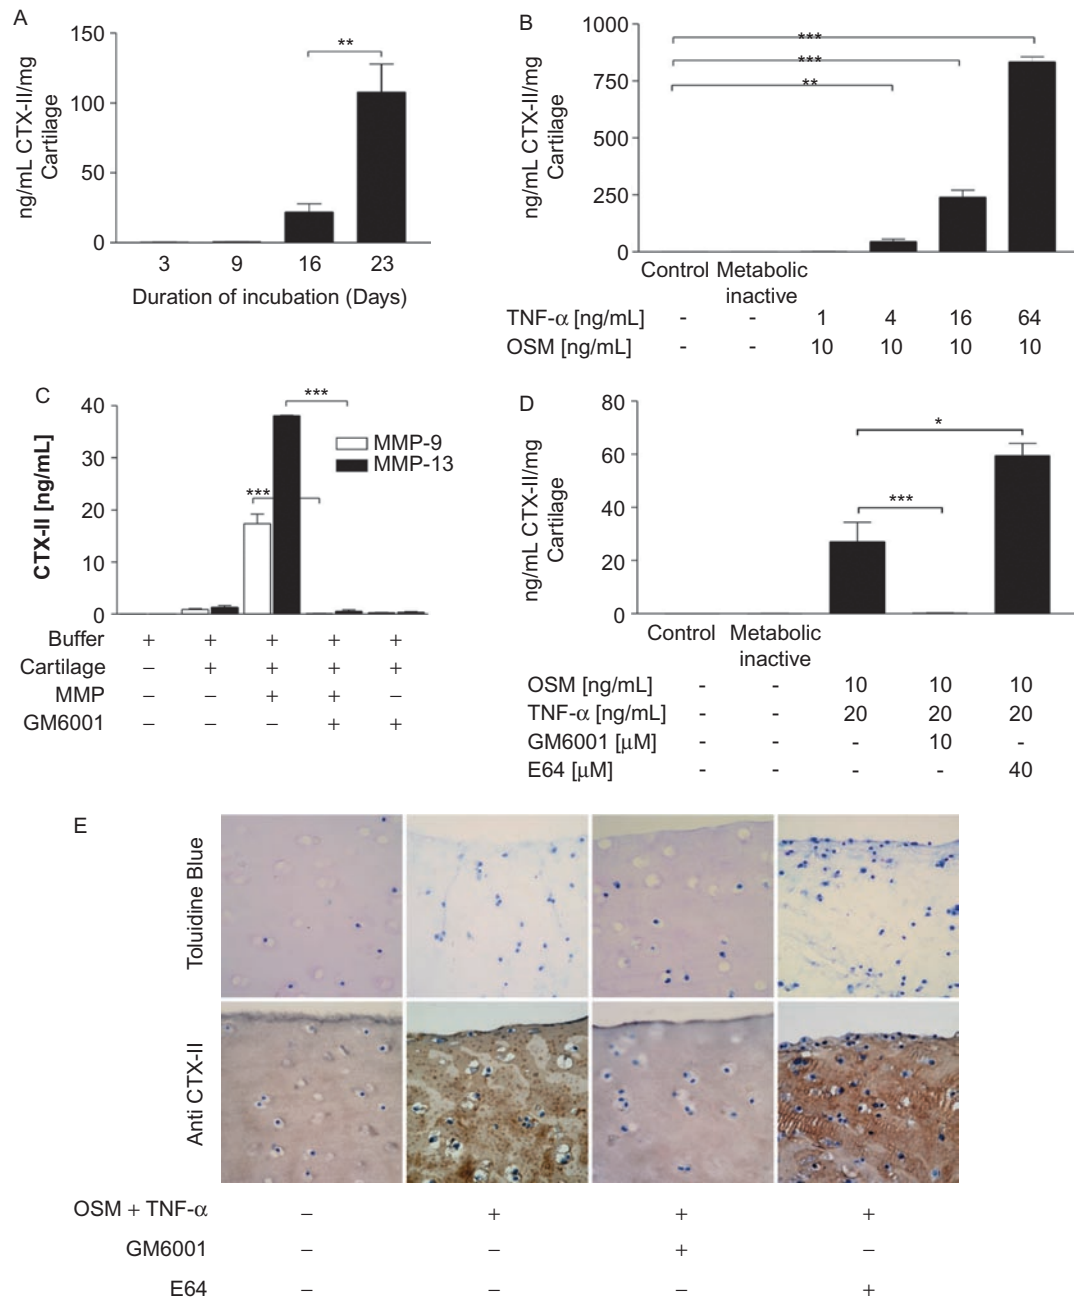 A
150
100
50
0
ng/mL CTX-II/mg
Cartilage
**
3 9 16 23
Duration of incubation (Days)
B
1000
750
500
250
0
ng/mL CTX-II/mg
Cartilage
***
***
**
Control Metabolic
inactive
TNF-α [ng/mL] - - 1 4 16 64
OSM [ng/mL] - - 10 10 10 10
C
40
30
20
10
0
CTX-II [ng/mL]
***
***
MMP-9
MMP-13
Buffer + + + + +
Cartilage – + + + +
MMP – – + + –
GM6001 – – – + +
D
80
60
40
20
0
ng/mL CTX-II/mg
Cartilage
*
***
Control Metabolic
inactive
OSM [ng/mL] - - 10 10 10
TNF-α [ng/mL] - - 20 20 20
GM6001 [μM] - - - 10 -
E64 [μM] - - - - 40
E
Toluidine Blue
Anti CTX-II
OSM + TNF-α – + + +
GM6001 – – + –
E64 – – – +